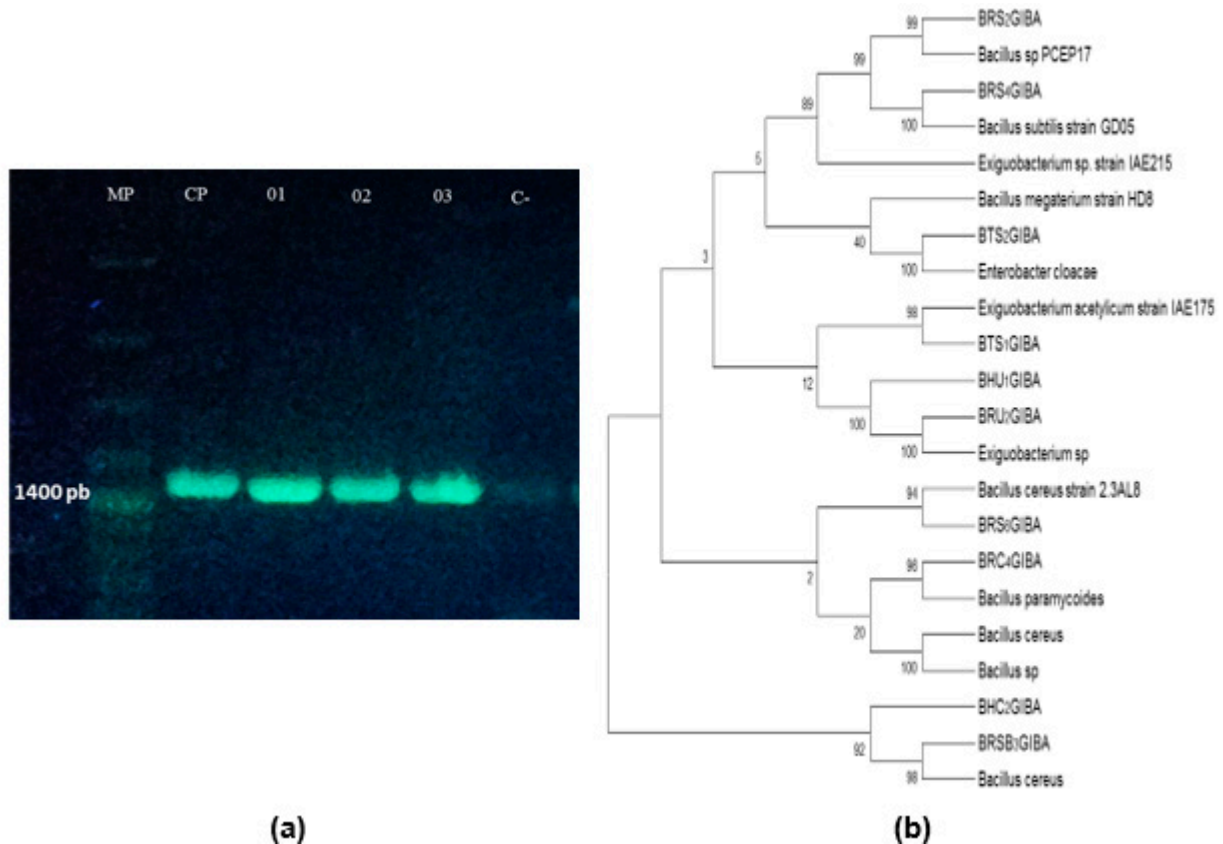 MP CP 01 02 03 C-
1400 pb
(a)
BRS2GIBA
99
Bacillus sp PCEP17
99
BRS4GIBA
89
100
Bacillus subtilis strain GD05
5
Exiguobacterium sp. strain IAE215
Bacillus megaterium strain HD8
BTS2GIBA
40
3
100
Enterobacter cloacae
Exiguobacterium acetylicum strain IAE175
98
BTS1GIBA
BHU1GIBA
12
BRU2GIBA
100
100
Exiguobacterium sp
Bacillus cereus strain 2.3AL8
94
BRS6GIBA
BRC4GIBA
96
2
Bacillus paramycoides
Bacillus cereus
20
100
Bacillus sp
BHC2GIBA
BRSB3GIBA
92
98
Bacillus cereus
(b)